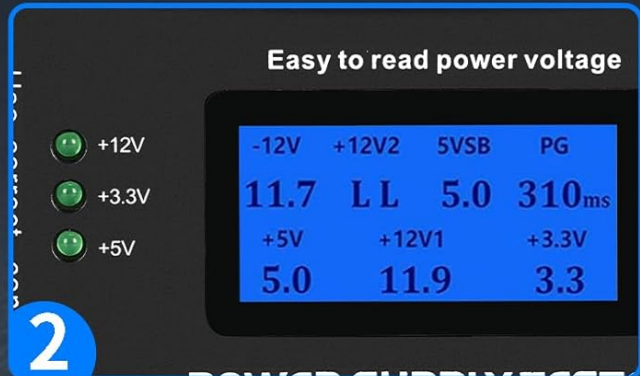 Easy to read power voltage
+12V
+3.3V
+5V
-12V +12V2 5VSB PG
11.7 LL 5.0 310ms
+5V +12V1 +3.3V
5.0 11.9 3.3
2